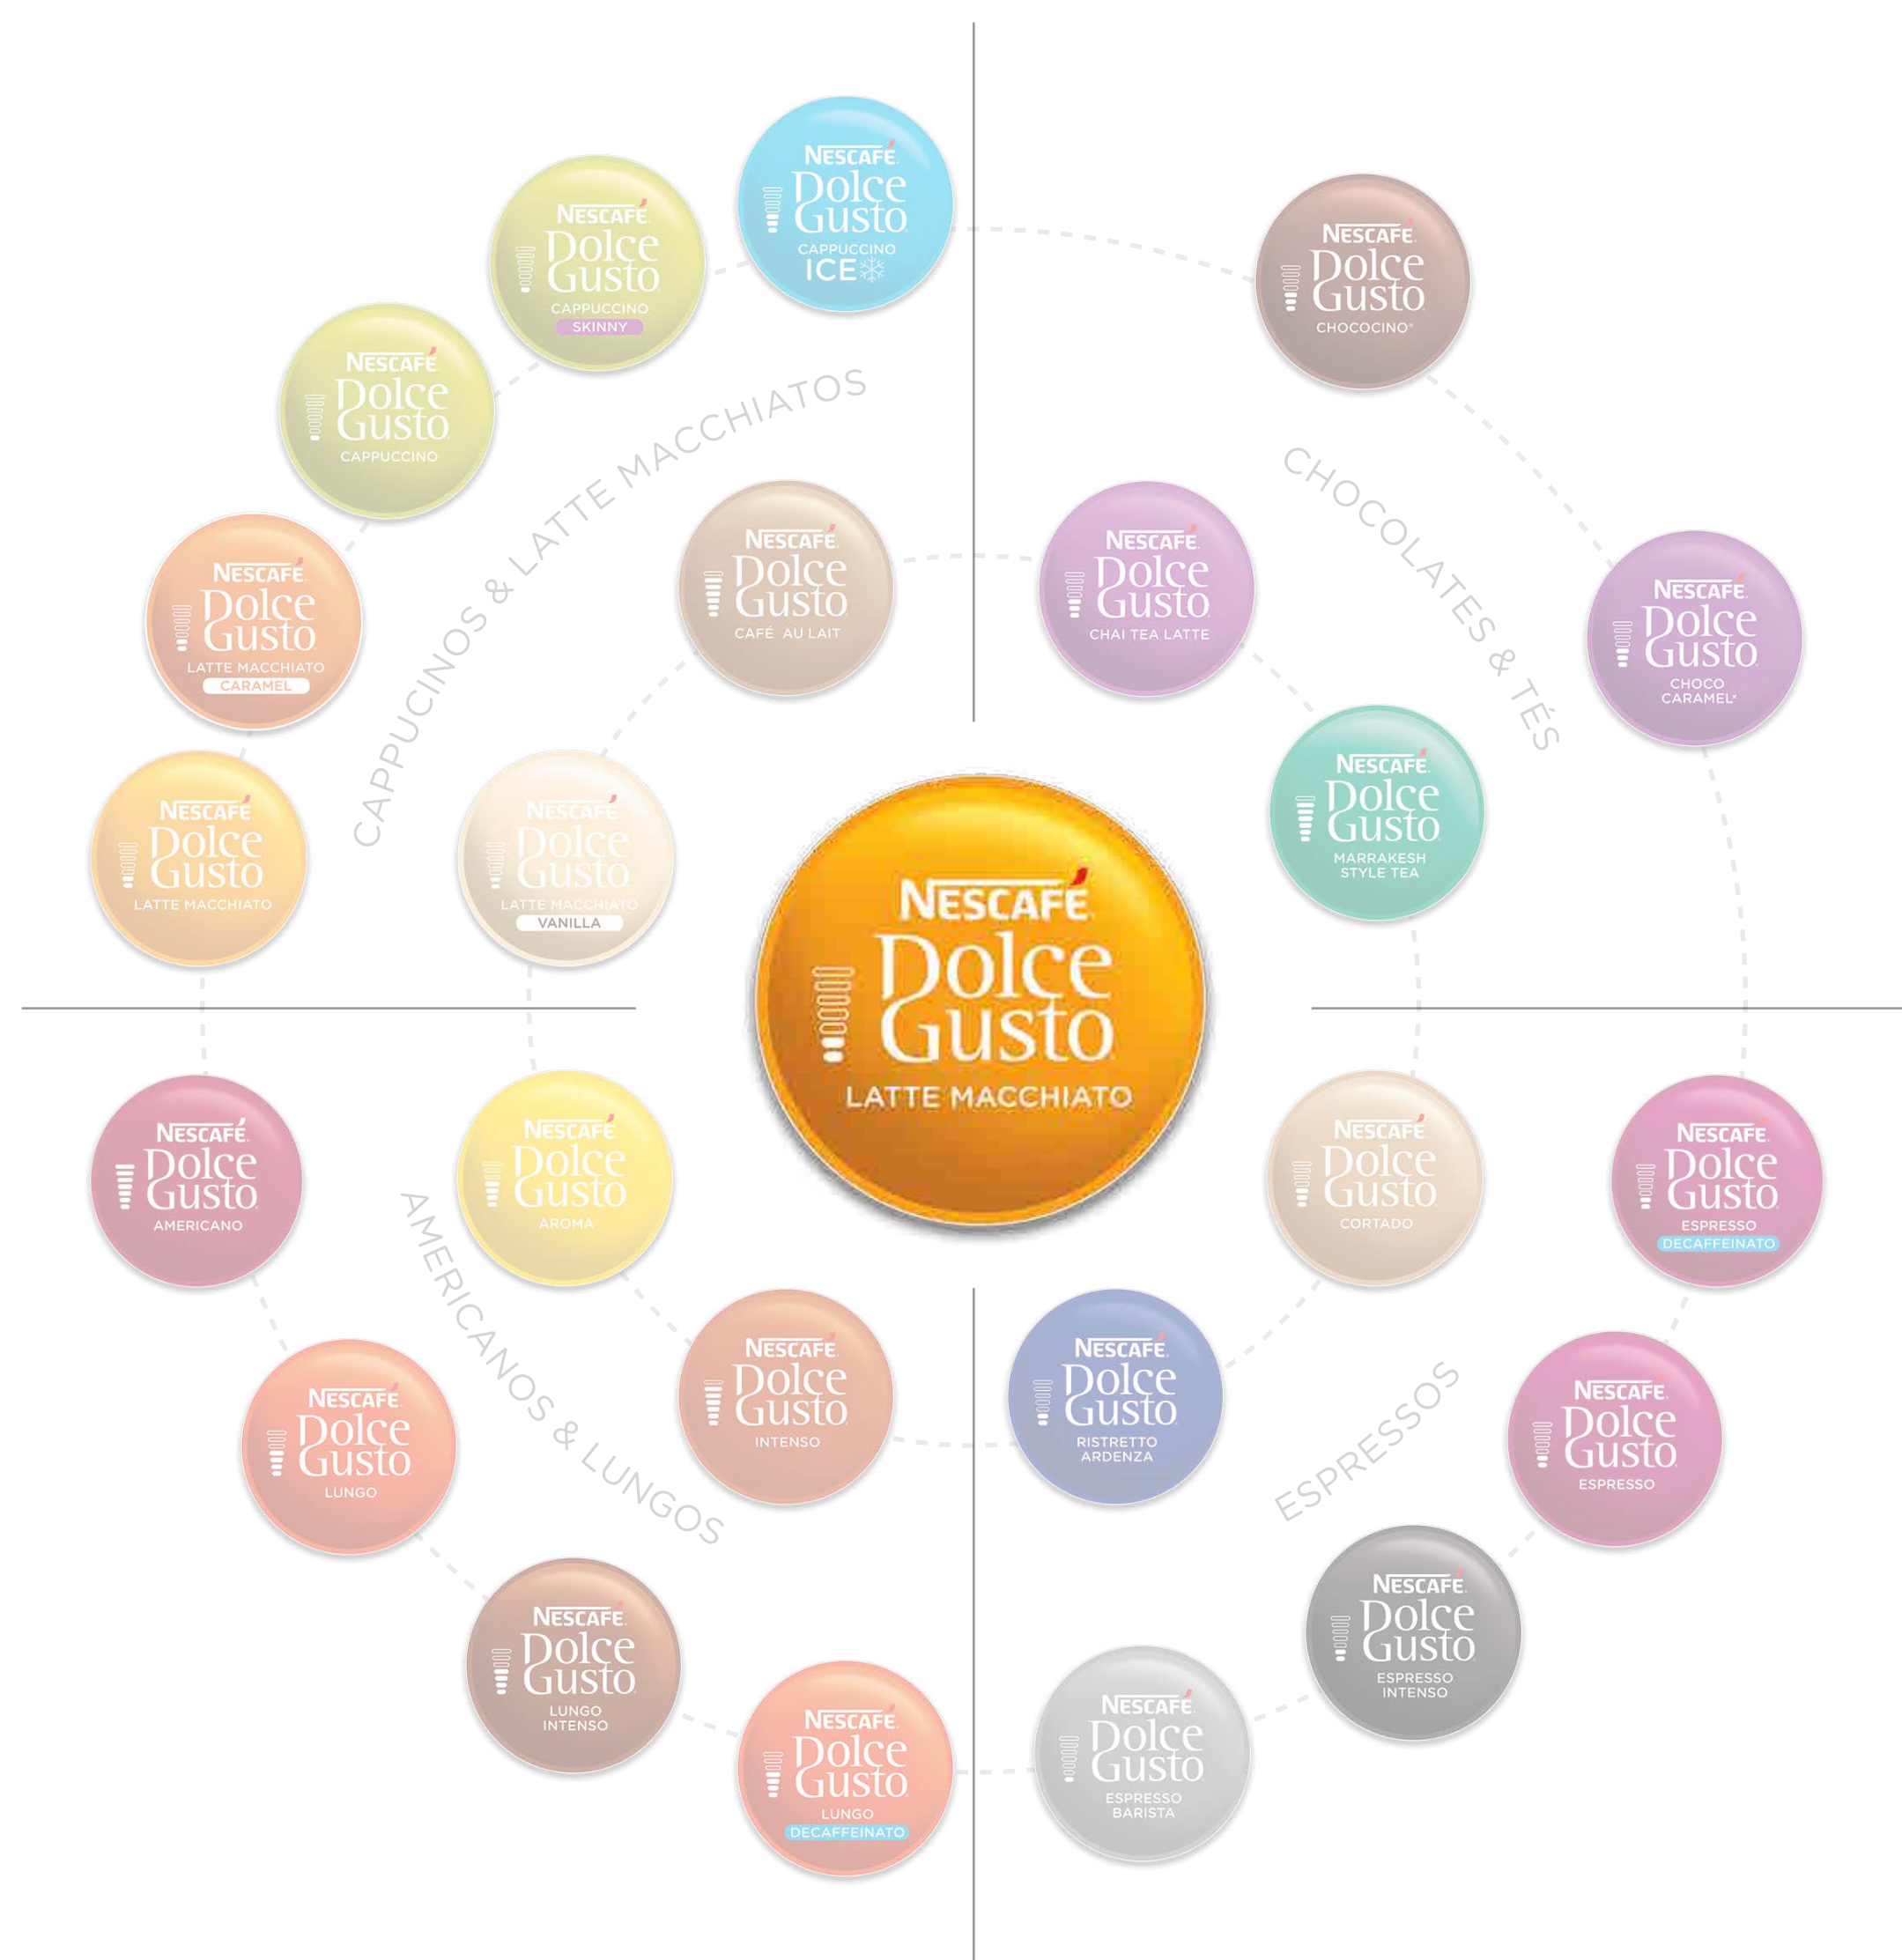 NESCAFÉ
Dolce
Gusto
CAPPUCCINO
ICE
NESCAFÉ
Dolce
Gusto
CAPPUCCINO
SKINNY
NESCAFÉ
Dolce
Gusto
CAPPUCCINO
NESCAFÉ
Dolce
Gusto
LATTE MACCHIATO
CARAMEL
NESCAFÉ
Dolce
Gusto
LATTE MACCHIATO
CAPPUCINOS & LATTE MACCHIATOS
NESCAFÉ
Dolce
Gusto
CAFÉ AU LAIT
NESCAFÉ
Dolce
Gusto
LATTE MACCHIATO
VANILLA
NESCAFÉ
Dolce
Gusto
CHOCOCINO®
CHOCOLATES & TÉS
NESCAFÉ
Dolce
Gusto
CHAI TEA LATTE
NESCAFÉ
Dolce
Gusto
CHOCO
CARAMEL*
NESCAFÉ
Dolce
Gusto
MARRAKESH
STYLE TEA
NESCAFÉ
Dolce
Gusto
LATTE MACCHIATO
NESCAFÉ
Dolce
Gusto
AMERICANO
NESCAFÉ
Dolce
Gusto
AROMA
AMERICANOS & LUNGOS
NESCAFÉ
Dolce
Gusto
LUNGO
NESCAFÉ
Dolce
Gusto
INTENSO
NESCAFÉ
Dolce
Gusto
LUNGO
INTENSO
NESCAFÉ
Dolce
Gusto
LUNGO
DECAFFEINATO
NESCAFÉ
Dolce
Gusto
CORTADO
NESCAFÉ
Dolce
Gusto
ESPRESSO
DECAFFEINATO
NESCAFÉ
Dolce
Gusto
RISTRETTO
ARDENZA
ESPRESSOS
NESCAFÉ
Dolce
Gusto
ESPRESSO
NESCAFÉ
Dolce
Gusto
ESPRESSO
INTENSO
NESCAFÉ
Dolce
Gusto
ESPRESSO
BARISTA